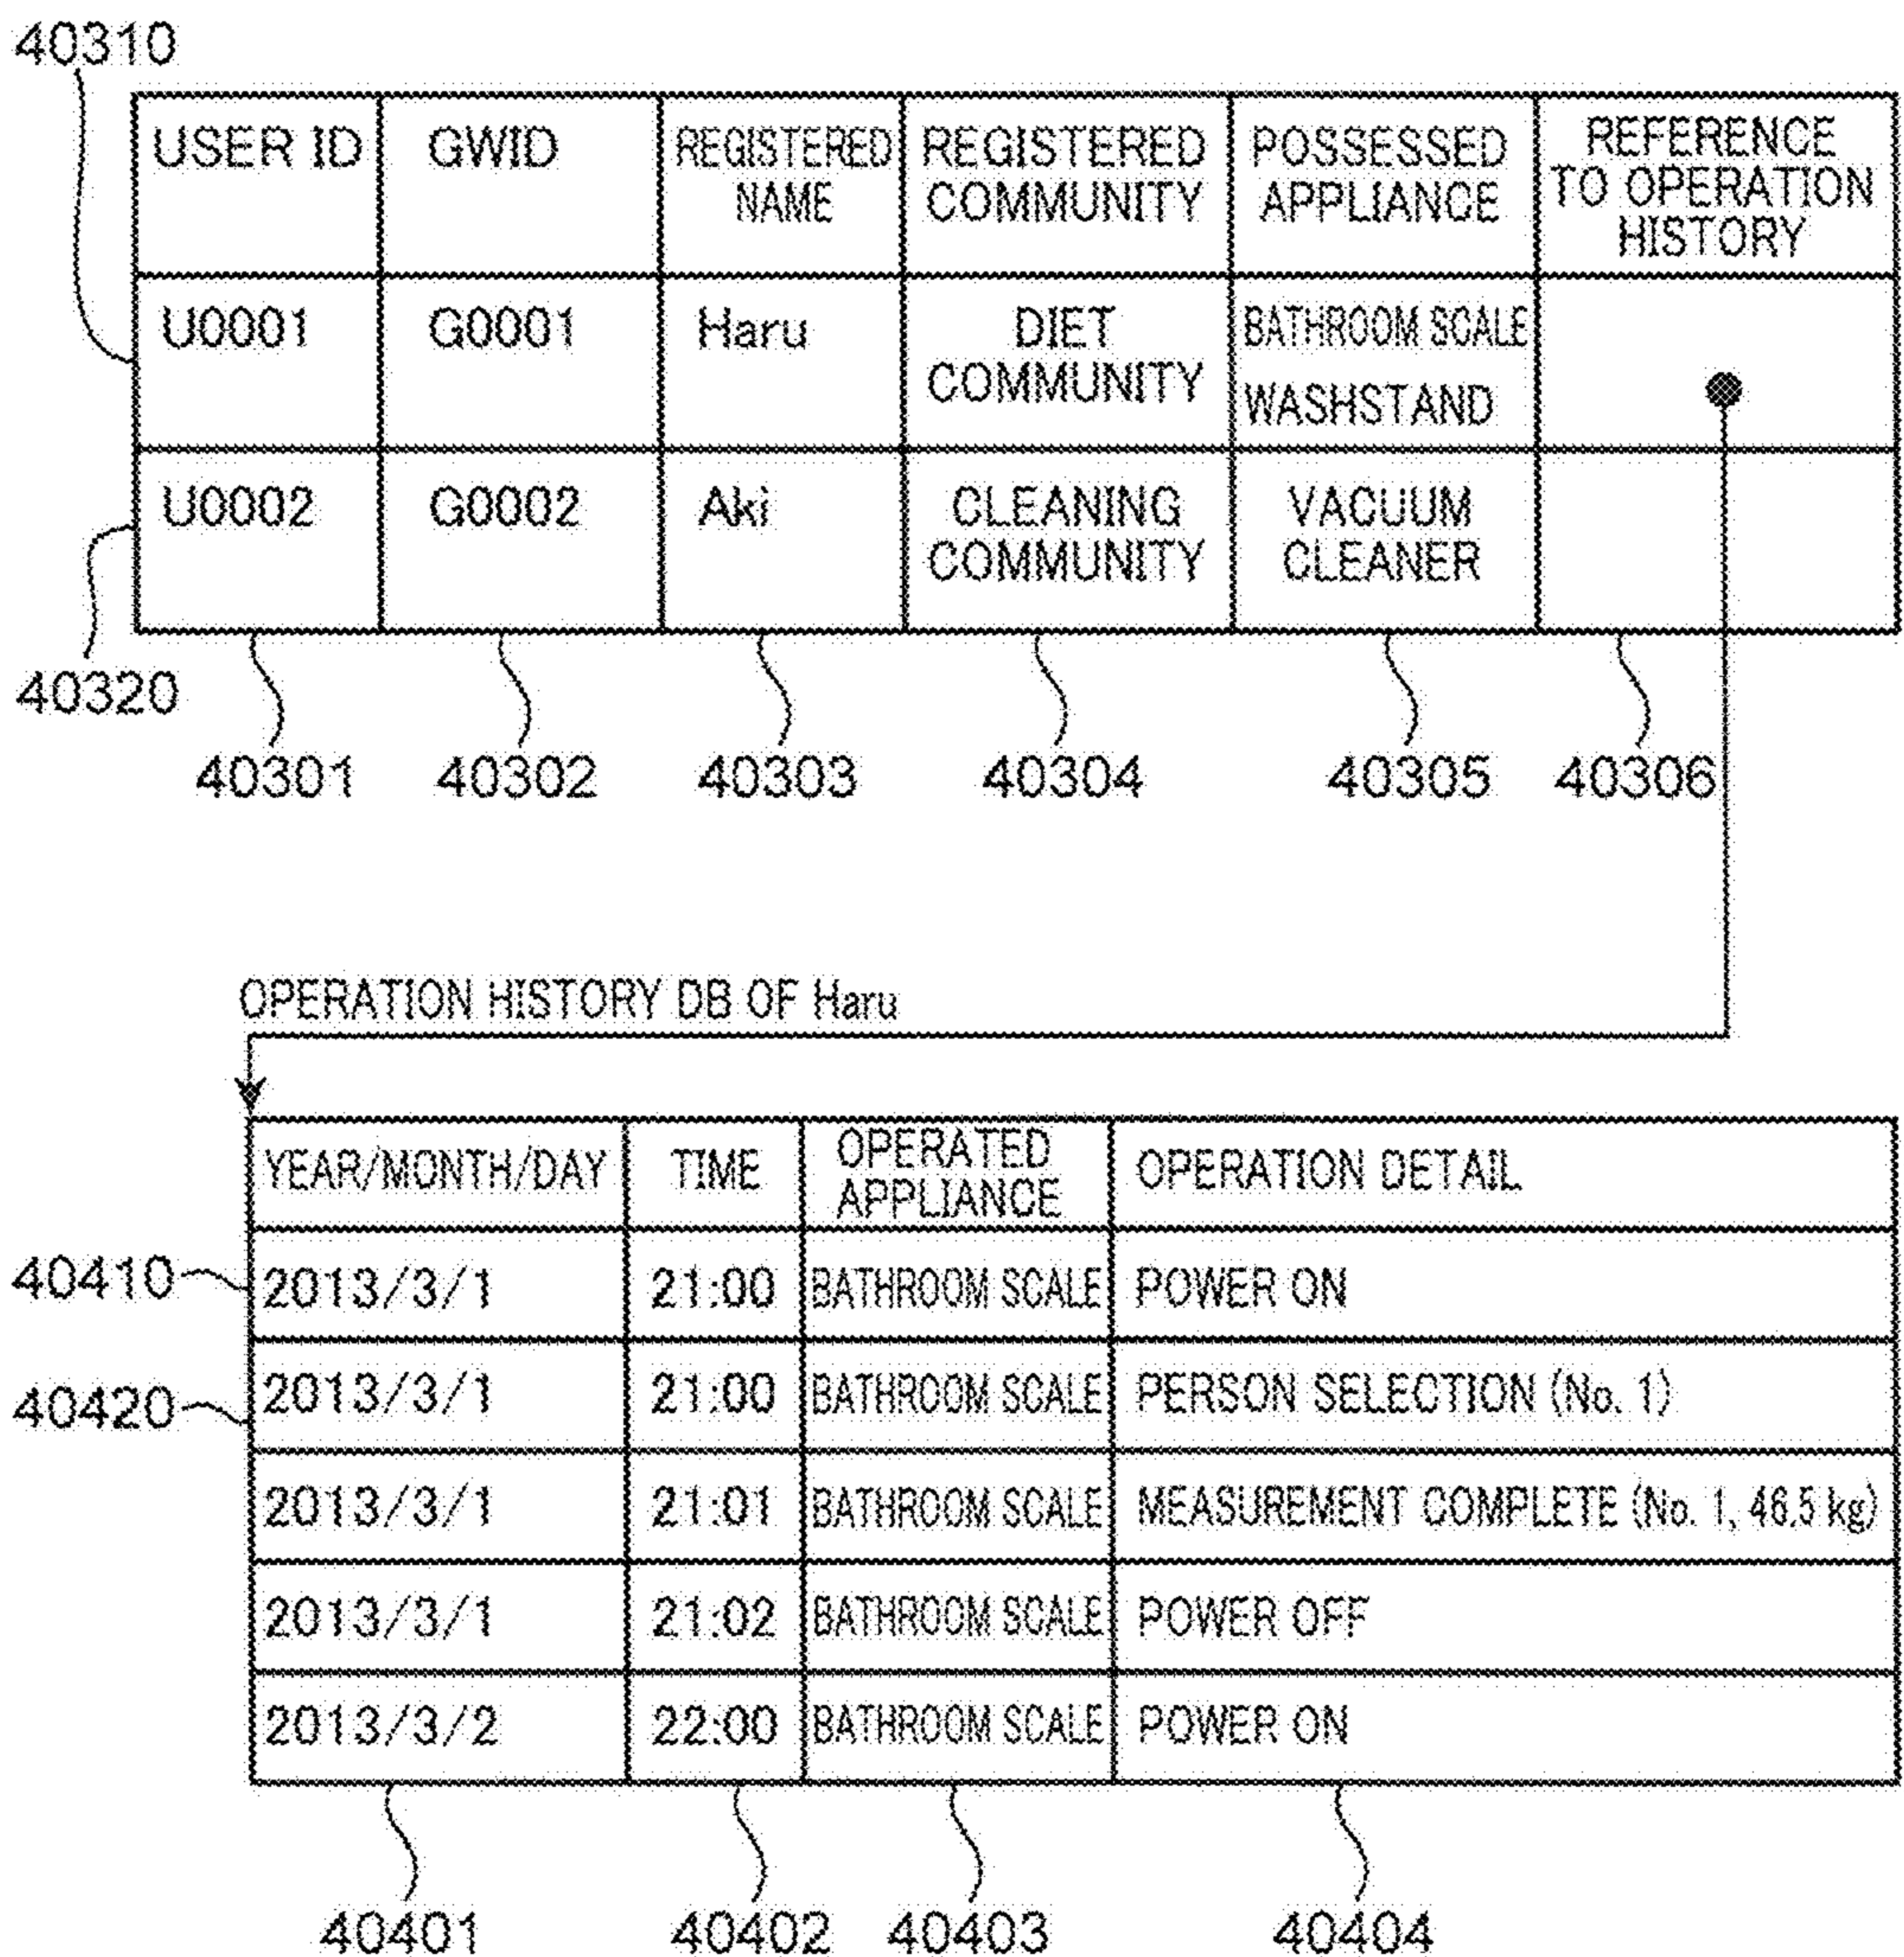 40310
USER ID GWID REGISTERED NAME REGISTERED COMMUNITY POSSESSED APPLIANCE REFERENCE TO OPERATION HISTORY
U0001 G0001 Haru DIET COMMUNITY BATHROOM SCALE WASHSTAND
U0002 G0002 Aki CLEANING COMMUNITY VACUUM CLEANER
40320
40301 40302 40303 40304 40305 40306
OPERATION HISTORY DB OF Haru
YEAR/MONTH/DAY TIME OPERATED APPLIANCE OPERATION DETAIL
40410 2013/3/1 21:00 BATHROOM SCALE POWER ON
40420 2013/3/1 21:00 BATHROOM SCALE PERSON SELECTION (No. 1)
2013/3/1 21:01 BATHROOM SCALE MEASUREMENT COMPLETE (No. 1, 46.5 kg)
2013/3/1 21:02 BATHROOM SCALE POWER OFF
2013/3/2 22:00 BATHROOM SCALE POWER ON
40401 40402 40403 40404